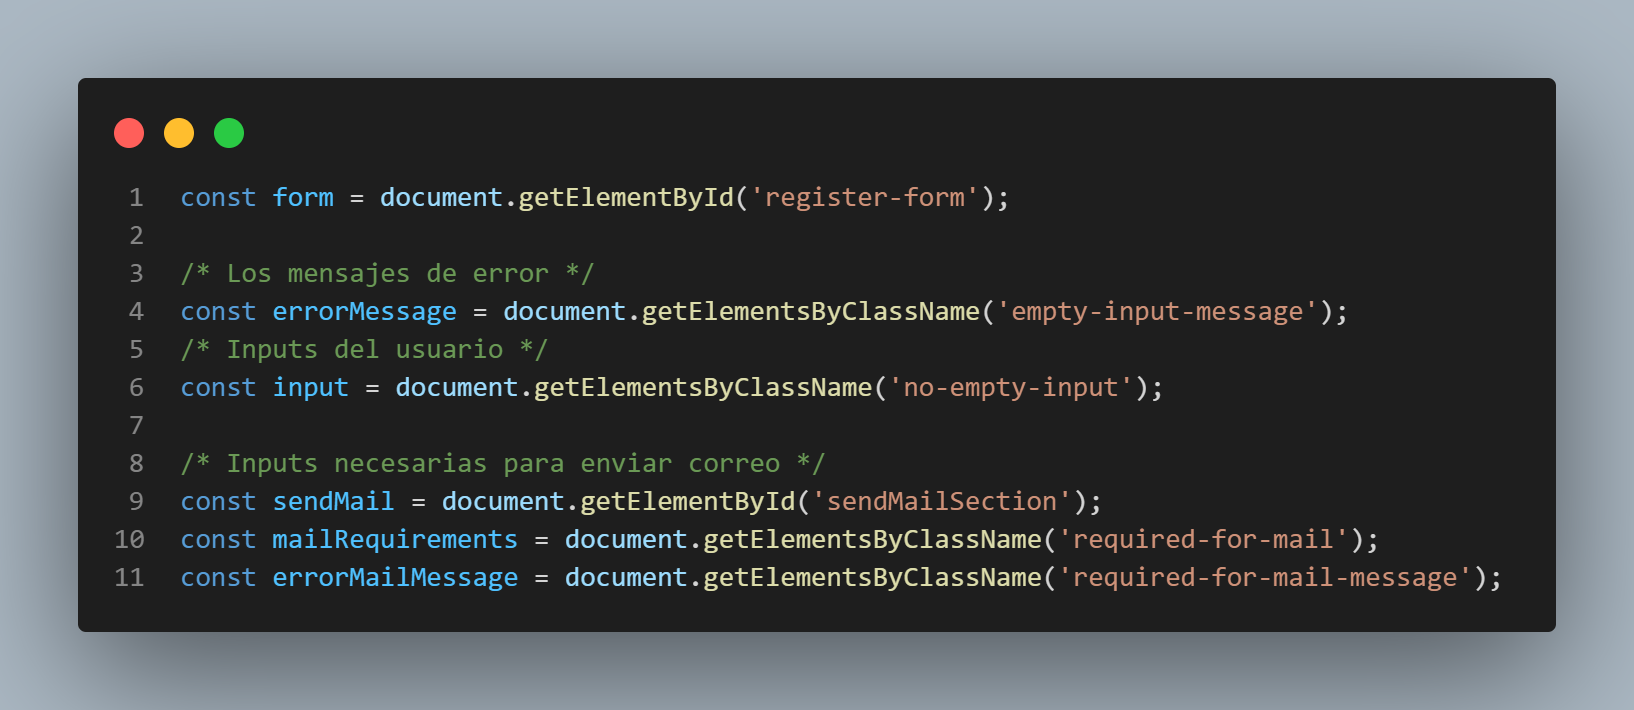 1 const form = document.getElementById('register-form');
2
3 /* Los mensajes de error */
4 const errorMessage = document.getElementsByClassName('empty-input-message');
5 /* Inputs del usuario */
6 const input = document.getElementsByClassName('no-empty-input');
7
8 /* Inputs necesarias para enviar correo */
9 const sendMail = document.getElementById('sendMailSection');
10 const mailRequirements = document.getElementsByClassName('required-for-mail');
11 const errorMailMessage = document.getElementsByClassName('required-for-mail-message');